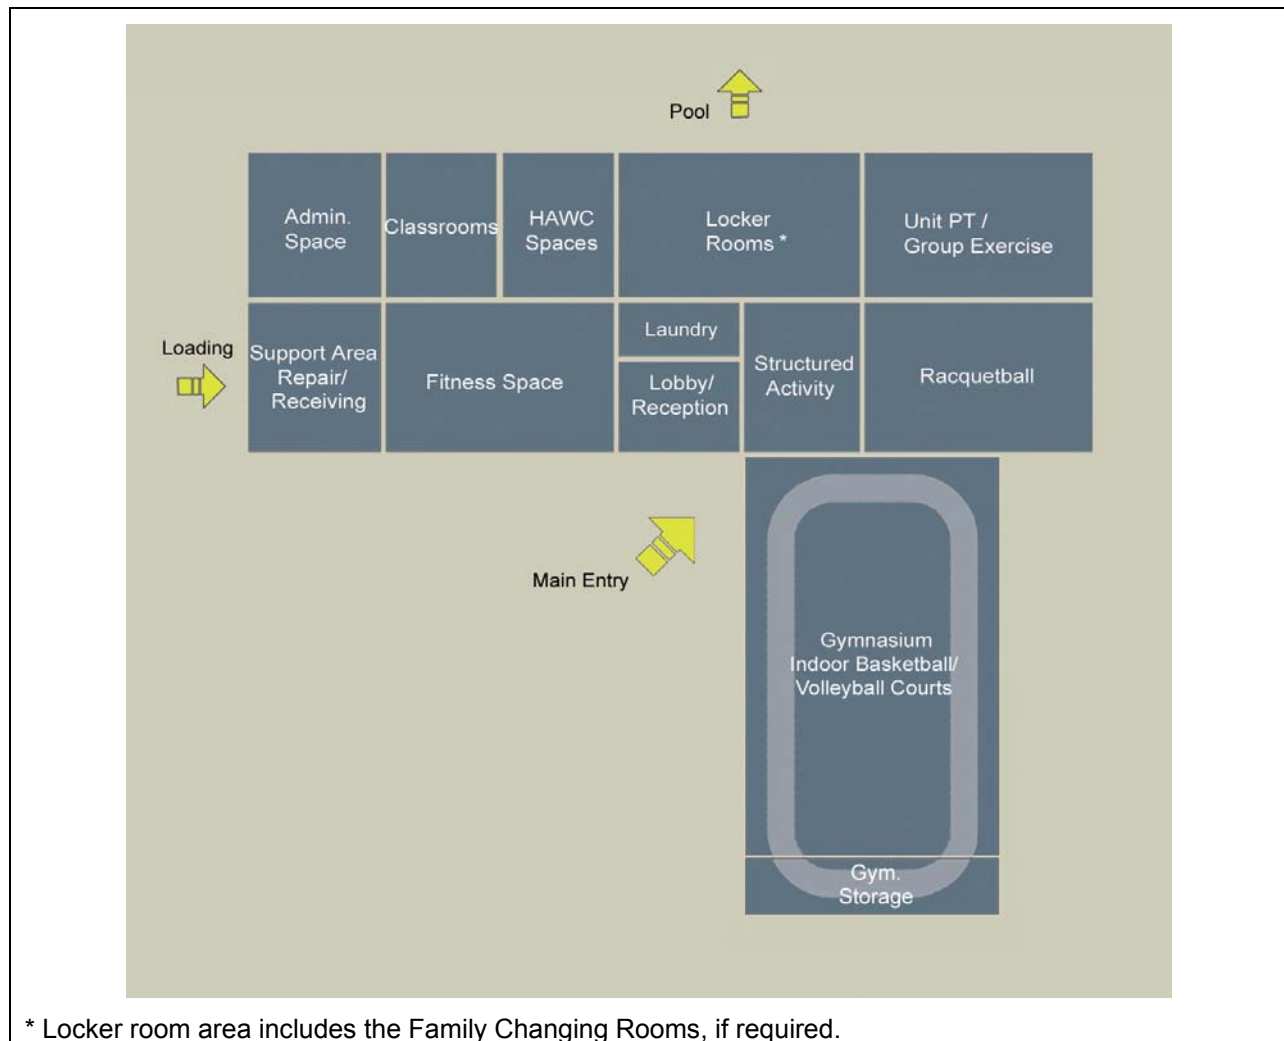 Pool
Admin.
Space
Classrooms
HAWC
Spaces
Locker
Rooms *
Unit PT /
Group Exercise
Loading
Support Area
Repair/
Receiving
Fitness Space
Laundry
Lobby/
Reception
Structured
Activity
Racquetball
Main Entry
Gymnasium
Indoor Basketball/
Volleyball Courts
Gym.
Storage
* Locker room area includes the Family Changing Rooms, if required.